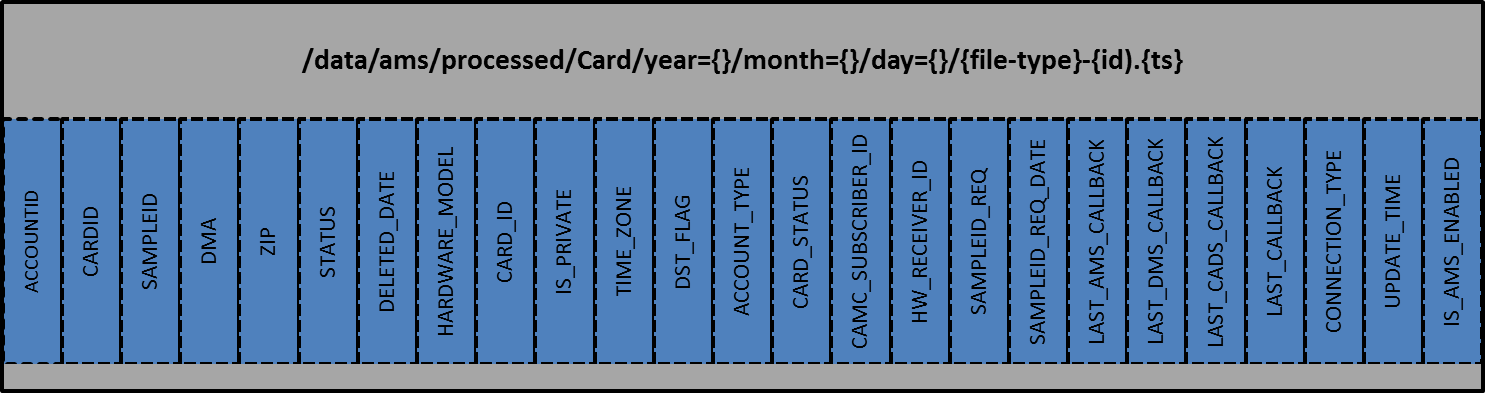 /data/ams/processed/Card/year={}/month={}/day={}/{file-type}-{id).{ts}
ACCOUNTID
CARDID
SAMPLEID
DMA
ZIP
STATUS
DELETED_DATE
HARDWARE_MODEL
CARD_ID
IS_PRIVATE
TIME_ZONE
DST_FLAG
ACCOUNT_TYPE
CARD_STATUS
CAMC_SUBSCRIBER_ID
HW_RECEIVER_ID
SAMPLEID_REQ
SAMPLEID_REQ_DATE
LAST_AMS_CALLBACK
LAST_DMS_CALLBACK
LAST_CADS_CALLBACK
LAST_CALLBACK
CONNECTION_TYPE
UPDATE_TIME
IS_AMS_ENABLED